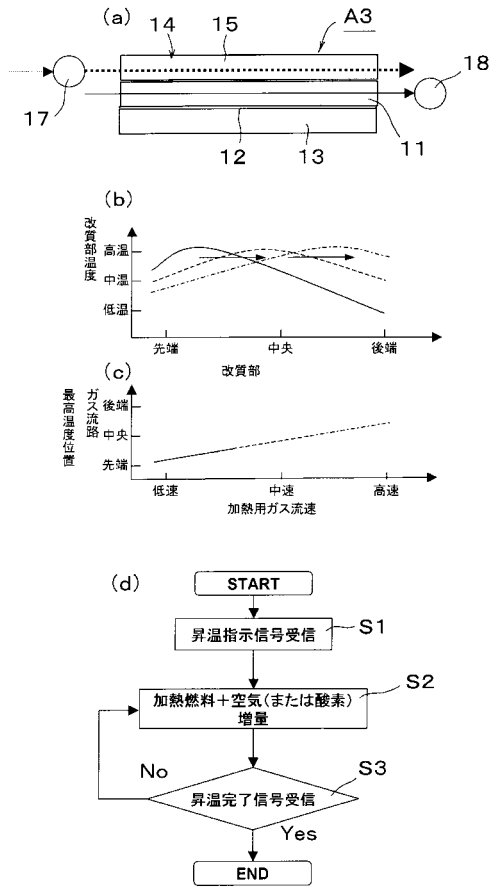 (a)
14
15
A3
17
18
12
13
11
(b)
改質部温度
高温
中温
低温
先端
中央
後端
改質部
(c)
最高温度位置
ガス流路
後端
中央
先端
低速
中速
高速
加熱用ガス流速
(d)
START
昇温指示信号受信
S1
加熱燃料+空気(または酸素)
増量
S2
No
昇温完了信号受信
S3
Yes
END